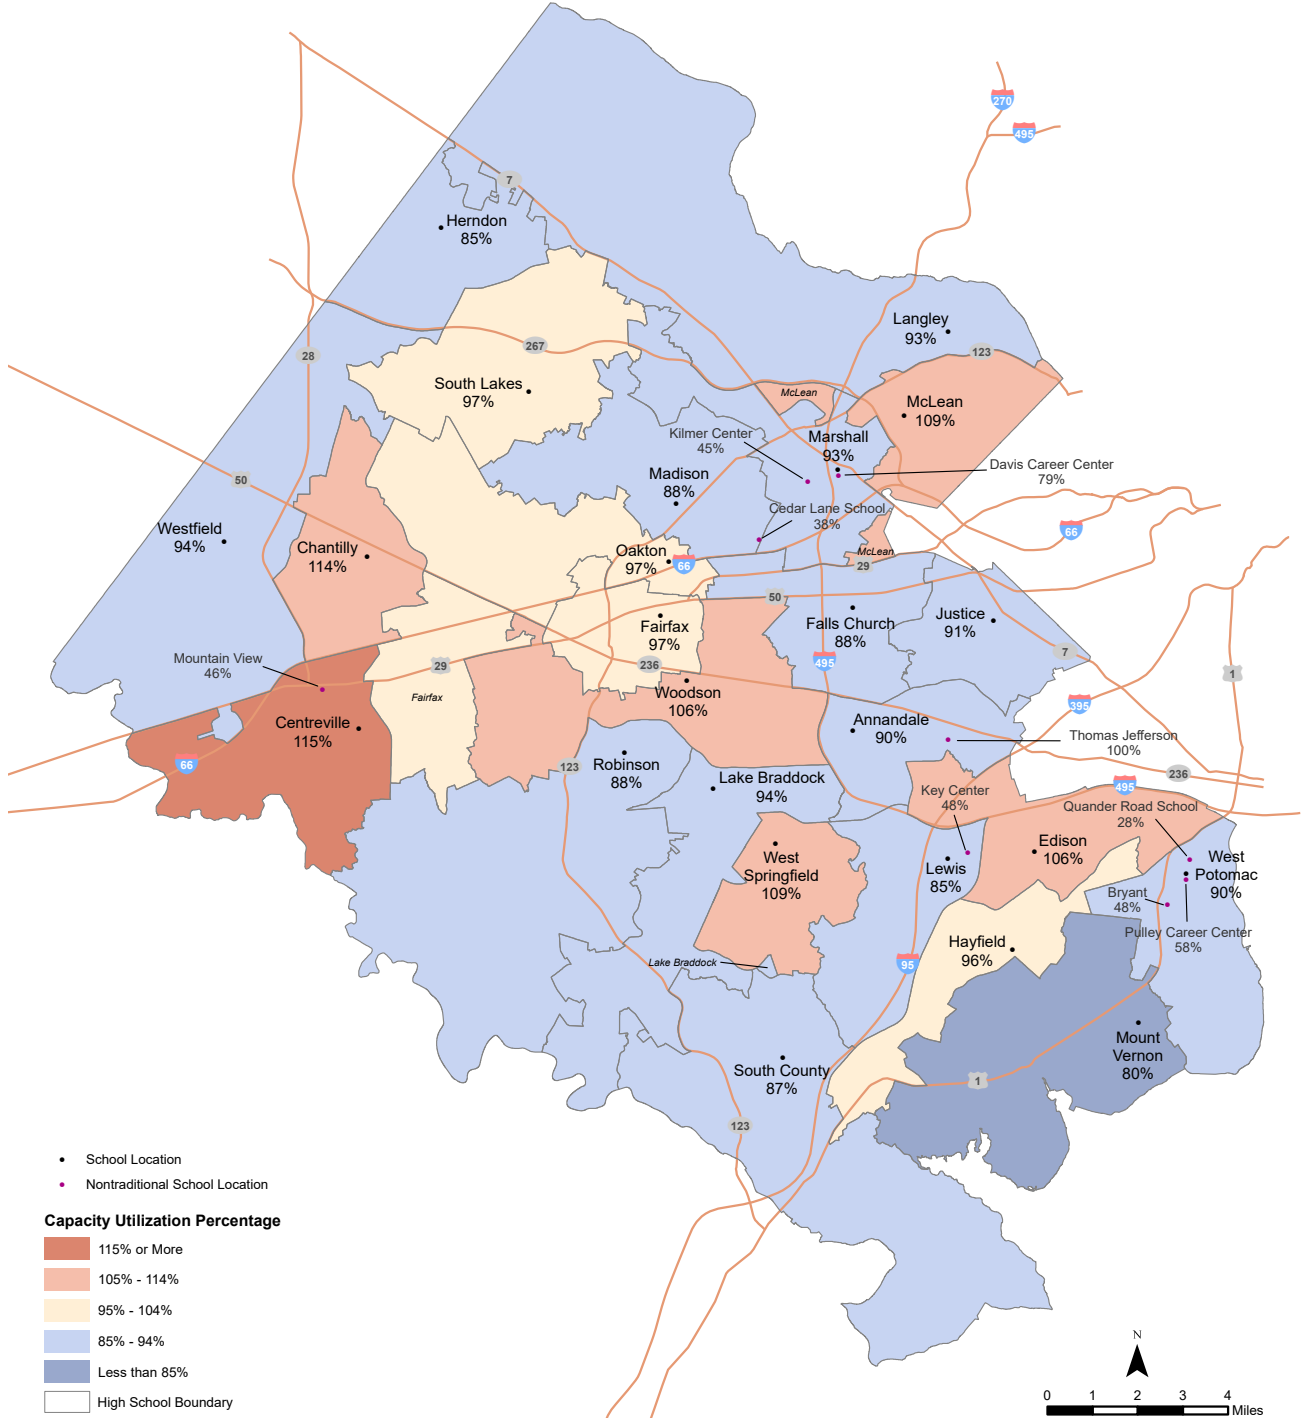 270
495
7
Herndon
85%
Langley
93%
28
267
123
South Lakes
97%
McLean
McLean
109%
Kilmer Center
45%
Marshall
93%
Davis Career Center
79%
Madison
88%
50
Cedar Lane School
38%
Westfield
94%
66
Chantilly
114%
Oakton
97%
66
McLean
29
50
Falls Church
88%
Justice
91%
Fairfax
97%
Mountain View
46%
29
236
495
7
1
Fairfax
Woodson
106%
395
Centreville
115%
Annandale
90%
Thomas Jefferson
100%
66
123
Robinson
88%
Lake Braddock
94%
236
495
Key Center
48%
Quander Road School
28%
Edison
106%
West
Springfield
109%
Lewis
85%
West
Potomac
90%
Bryant
48%
Pulley Career Center
58%
Hayfield
96%
Lake Braddock
95
Mount
Vernon
80%
South County
87%
1
123
School Location
Nontraditional School Location
Capacity Utilization Percentage
115% or More
105% - 114%
95% - 104%
85% - 94%
Less than 85%
High School Boundary
N
0 1 2 3 4
Miles